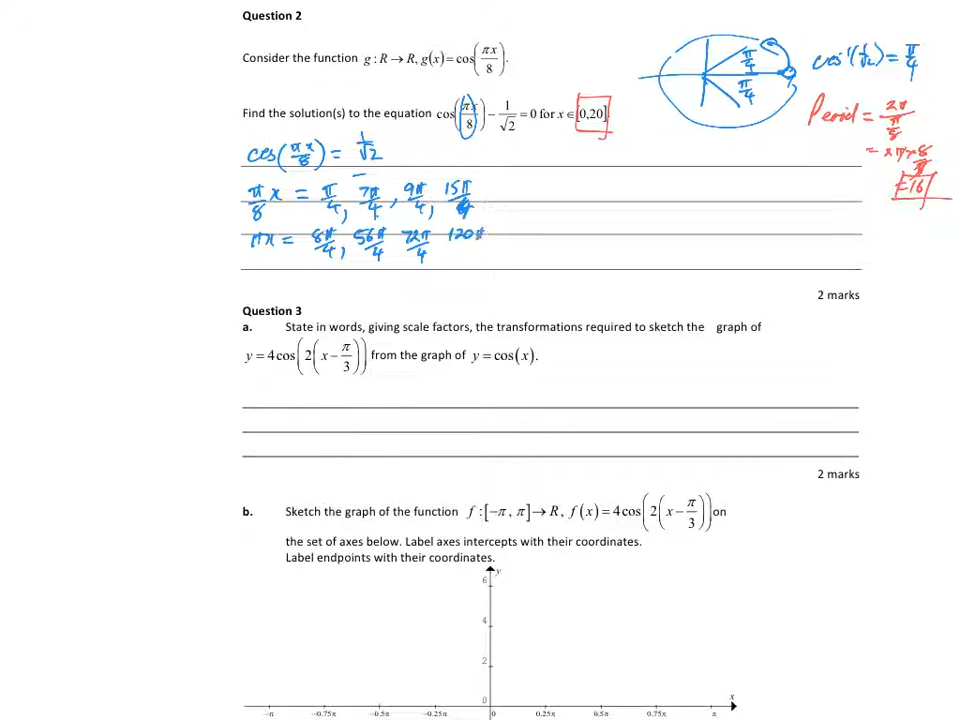 Question 2
Consider the function g : R → R, g(x) = cos(πx/8).
cos⁻¹(1/√2) = π/4
π/4
π/4
Find the solution(s) to the equation cos(πx/8) − 1/√2 = 0 for x ∈ [0,20]
Period = 2π/(π/8)
= 2π × 8/π
= 16
cos(πx/8) = 1/√2
π/8 x = π/4, 7π/4, 9π/4, 15π/4
πx = 8π/4, 56π/4 72π/4 120π
2 marks
Question 3
a. State in words, giving scale factors, the transformations required to sketch the graph of
y = 4cos(2(x − π/3)) from the graph of y = cos(x).
2 marks
b. Sketch the graph of the function f : [−π, π] → R, f(x) = 4cos(2(x − π/3)) on
the set of axes below. Label axes intercepts with their coordinates.
Label endpoints with their coordinates.
y
6
4
2
0
x
−π −0.75π −0.5π −0.25π 0 0.25π 0.5π 0.75π π